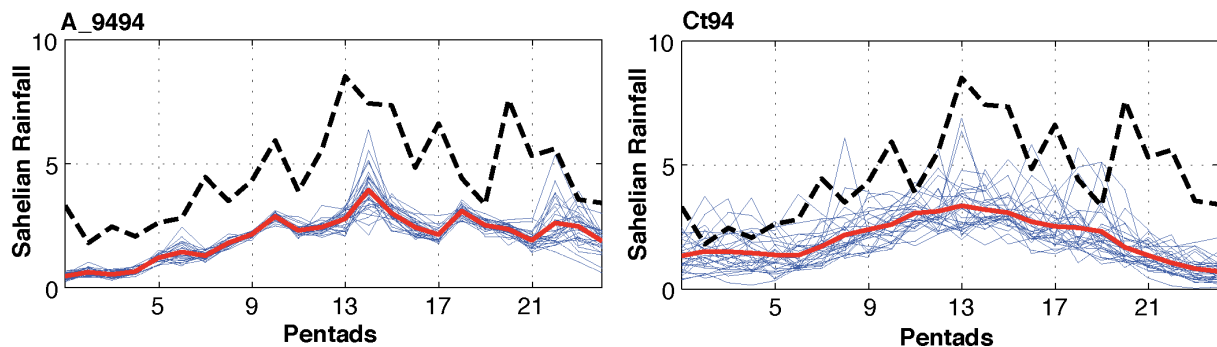 A_9494
Sahelian Rainfall
10
5
0
5 9 13 17 21
Pentads
Ct94
Sahelian Rainfall
10
5
0
5 9 13 17 21
Pentads